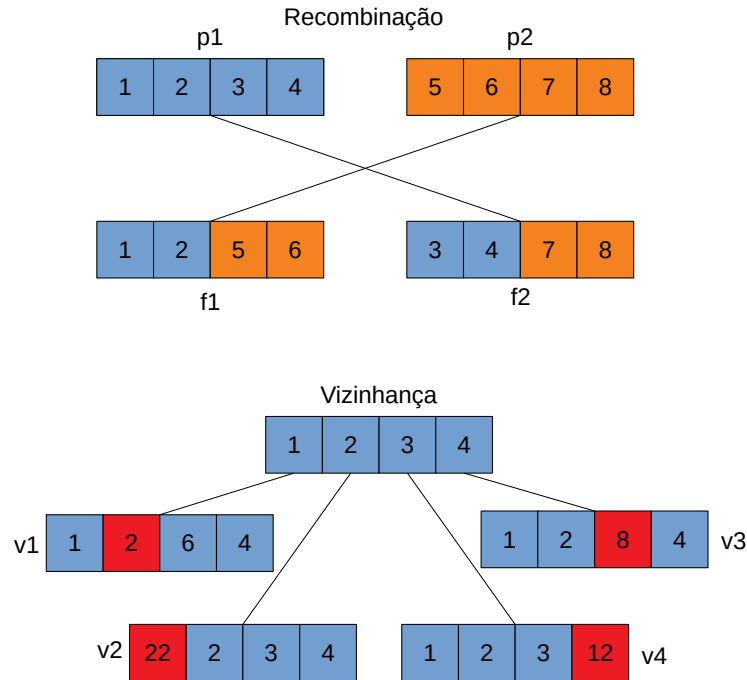 Recombinação
p1 p2
1 2 3 4 5 6 7 8
1 2 5 6 3 4 7 8
f1 f2
Vizinhança
1 2 3 4
v1 1 2 6 4 1 2 8 4 v3
v2 22 2 3 4 1 2 3 12 v4